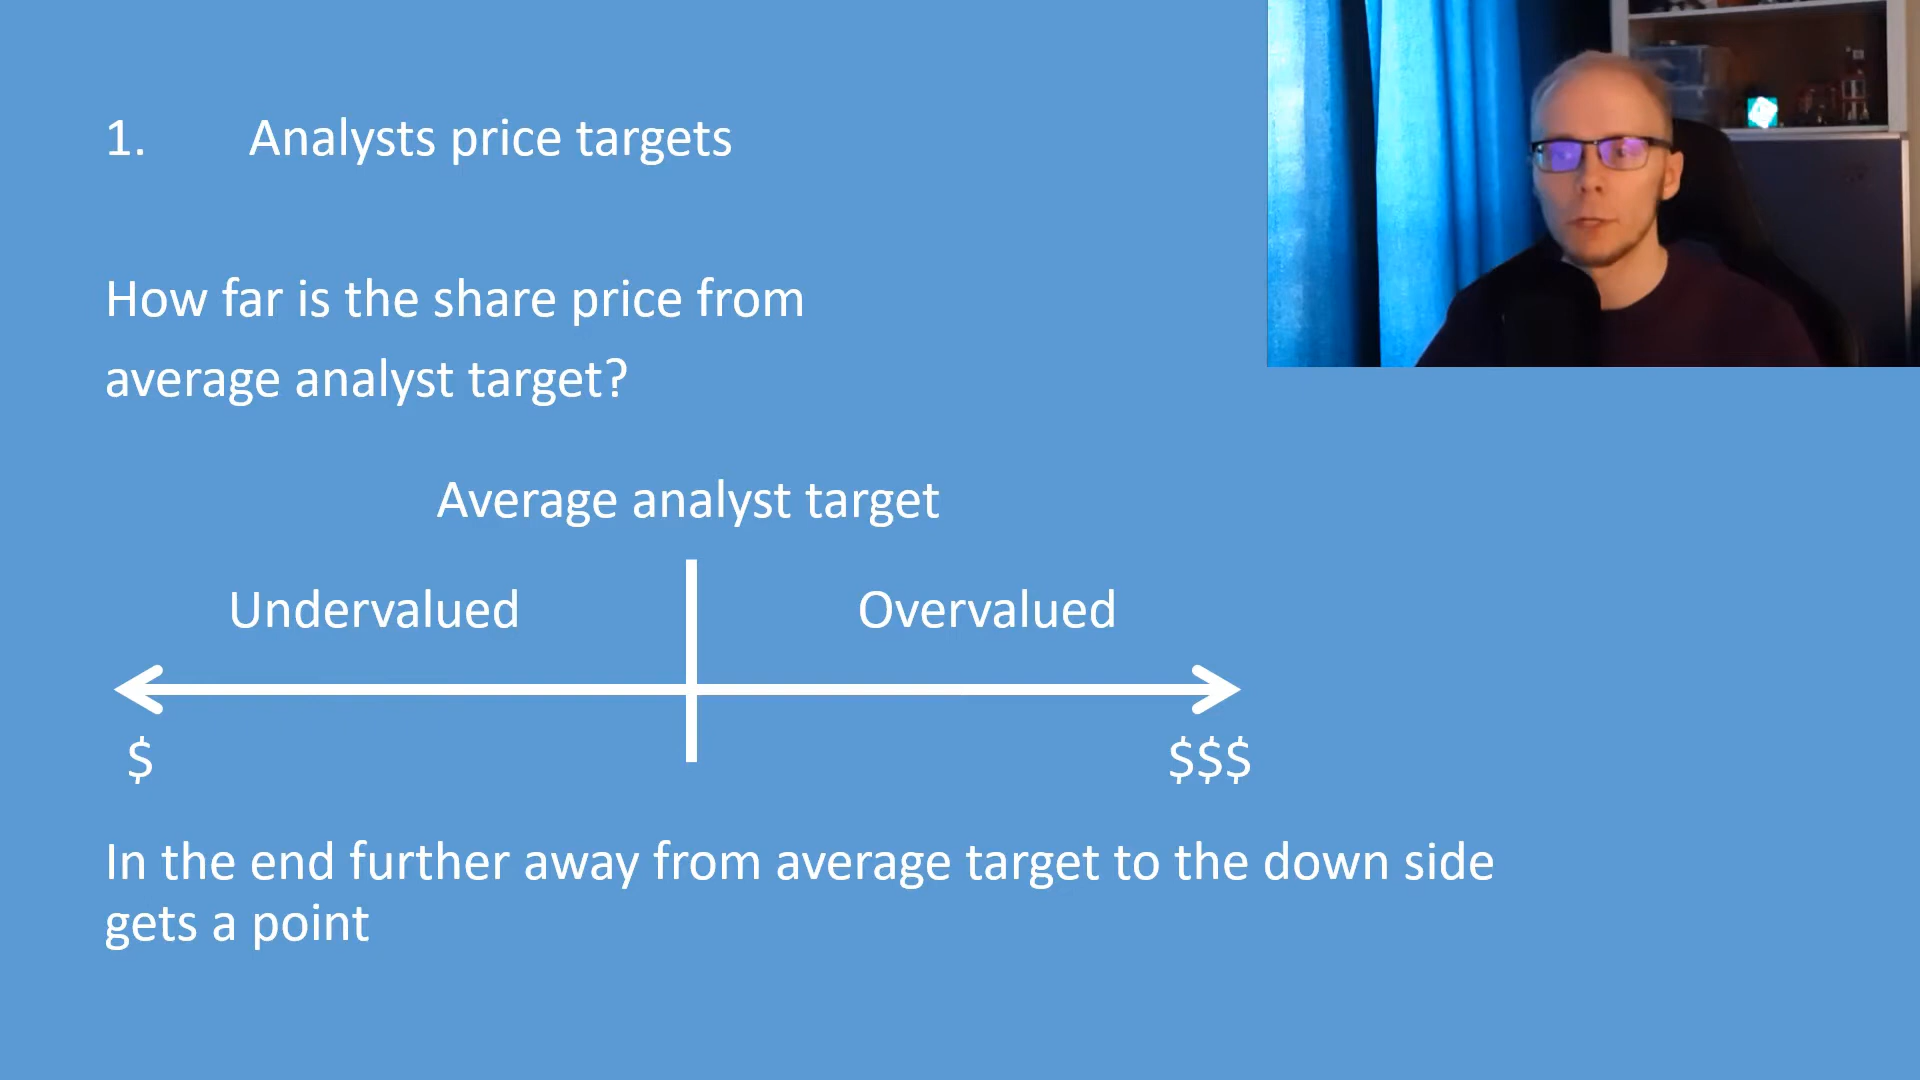 1. Analysts price targets
How far is the share price from
average analyst target?
Average analyst target
Undervalued
Overvalued
$
$$$
In the end further away from average target to the down side
gets a point